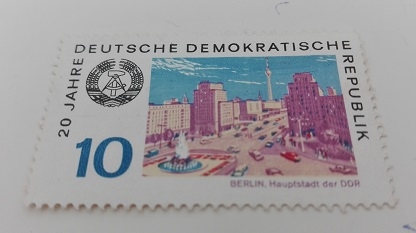 20 JAHRE DEUTSCHE DEMOKRATISCHE REPUBLIK
10
BERLIN, Hauptstadt der DDR